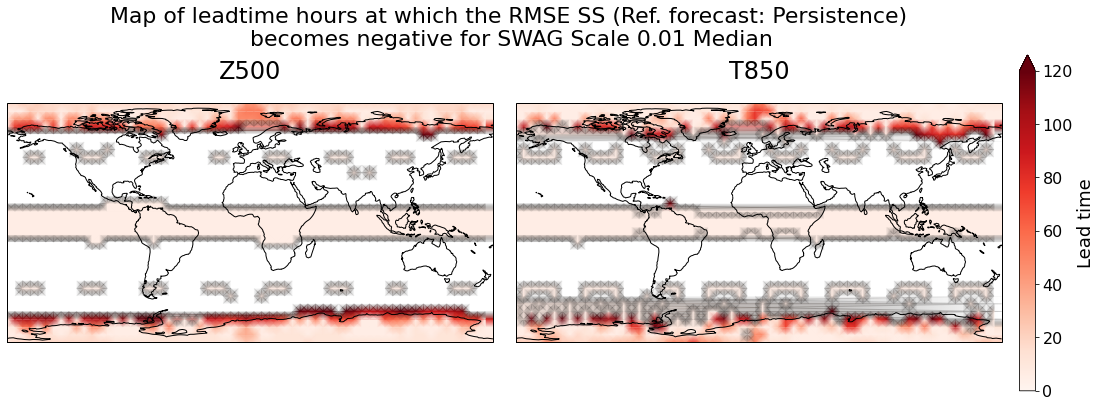 Map of leadtime hours at which the RMSE SS (Ref. forecast: Persistence)
becomes negative for SWAG Scale 0.01 Median
Z500
T850
120
100
80
60
40
20
0
Lead time